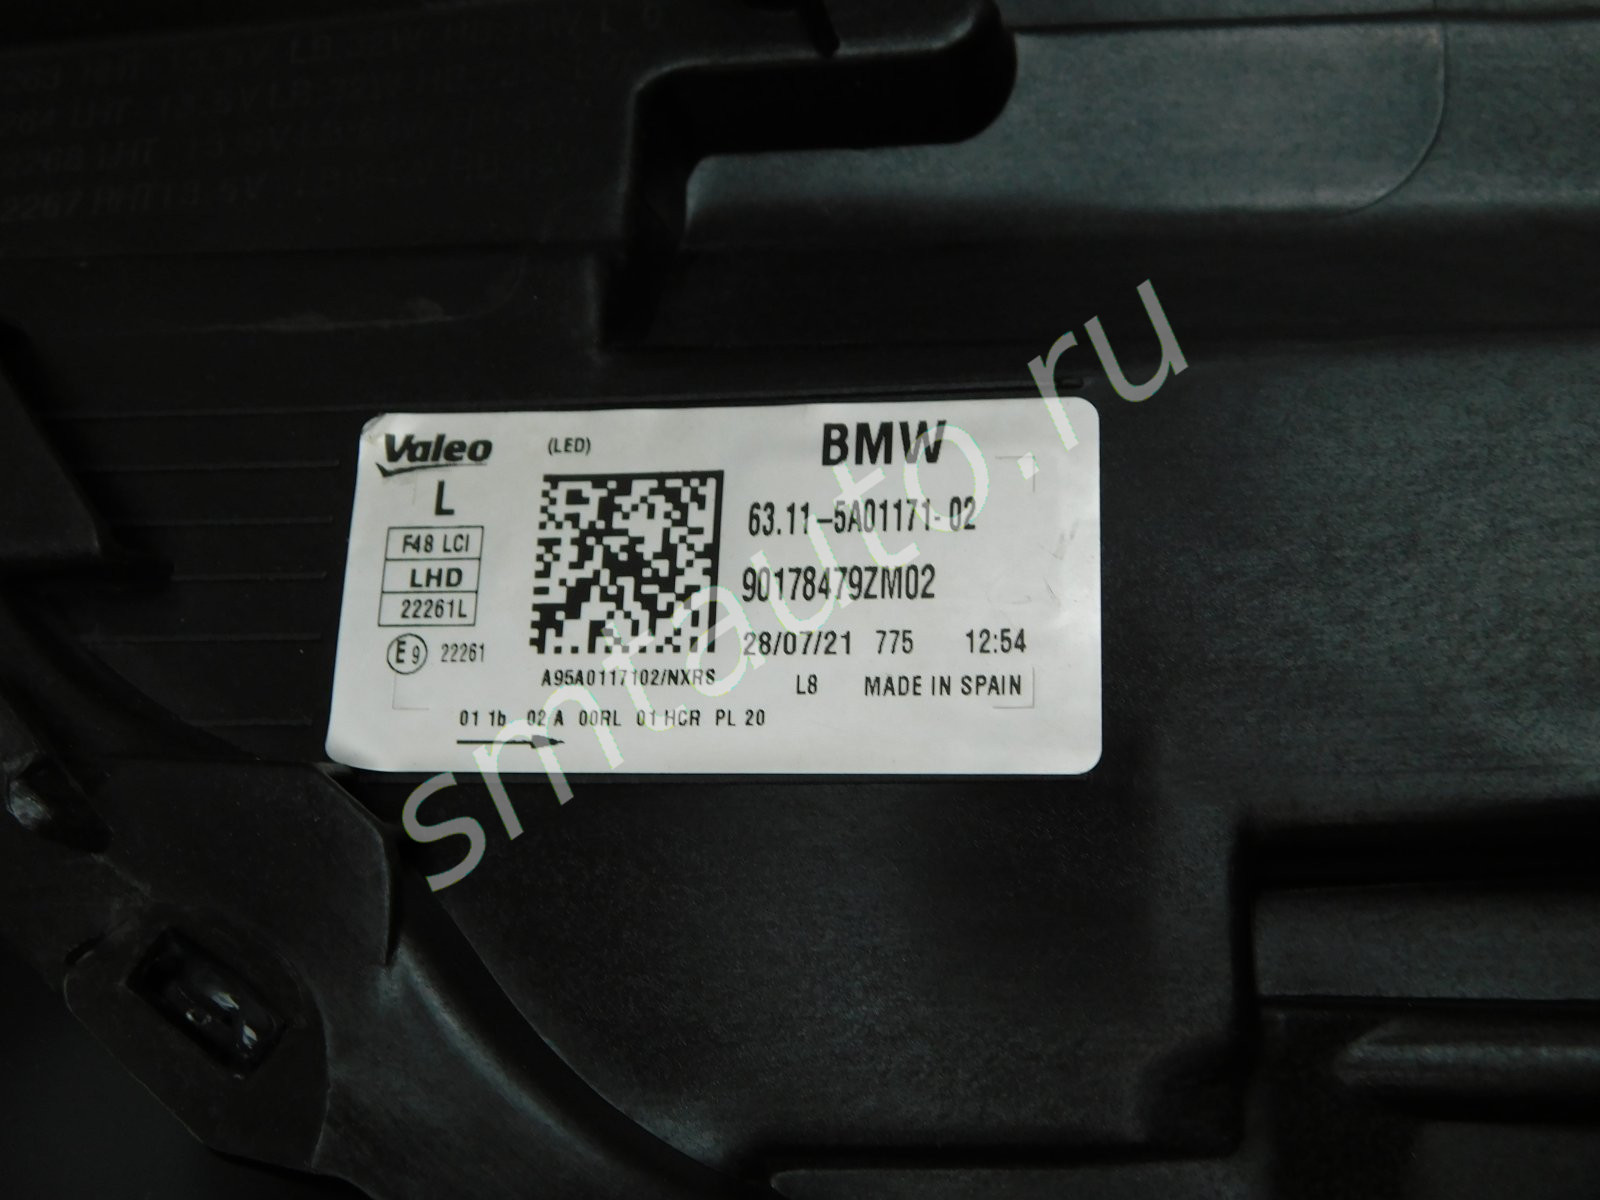 Valeo (LED) BMW
L
63.11-5A01171-02
F48 LCI
LHD
90178479ZM02
22261L
28/07/21 775 12:54
E9 22261
A95A0117102/NXRS L8 MADE IN SPAIN
01 1b 02 A 00RL 01 HCR PL 20
smtauto.ru